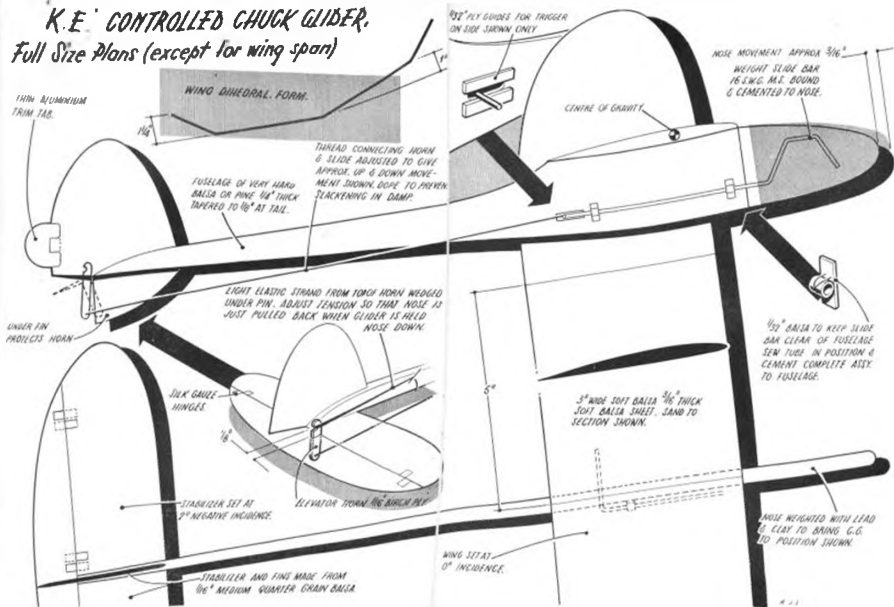 K.E. CONTROLLED CHUCK GLIDER.
Full Size Plans (except for wing span)
WING DIHEDRAL FORM.
1"
1¼"
THIN ALUMINIUM
TRIM TAB.
FUSELAGE OF VERY HARD
BALSA OR PINE ¼" THICK
TAPERED TO ⅛" AT TAIL.
THREAD CONNECTING HORN
& SLIDE ADJUSTED TO GIVE
APPROX. UP & DOWN MOVE-
MENT SHOWN. DOPE TO PREVENT
SLACKENING IN DAMP.
1/32" PLY GUIDES FOR TRIGGER
ON SIDE SHOWN ONLY
CENTRE OF GRAVITY
NOSE MOVEMENT APPROX 3/16"
WEIGHT SLIDE BAR
16 S.W.G. M.S. BOUND
& CEMENTED TO NOSE.
UNDER FIN
PROTECTS HORN
LIGHT ELASTIC STRAND FROM TOP OF HORN WEDGED
UNDER PIN. ADJUST TENSION SO THAT NOSE IS
JUST PULLED BACK WHEN GLIDER IS HELD
NOSE DOWN.
SILK GAUZE
HINGES.
ELEVATOR HORN 1/16" BIRCH PLY
STABILIZER SET AT
2° NEGATIVE INCIDENCE.
STABILIZER AND FINS MADE FROM
1/16" MEDIUM QUARTER GRAIN BALSA.
5"
3" WIDE SOFT BALSA 3/16" THICK
SOFT BALSA SHEET. SAND TO
SECTION SHOWN.
1/32" BALSA TO KEEP SLIDE
BAR CLEAR OF FUSELAGE
SEW TUBE IN POSITION &
CEMENT COMPLETE ASSY.
TO FUSELAGE.
WING SET AT
0° INCIDENCE.
NOSE WEIGHTED WITH LEAD
& CLAY TO BRING C.G.
TO POSITION SHOWN.